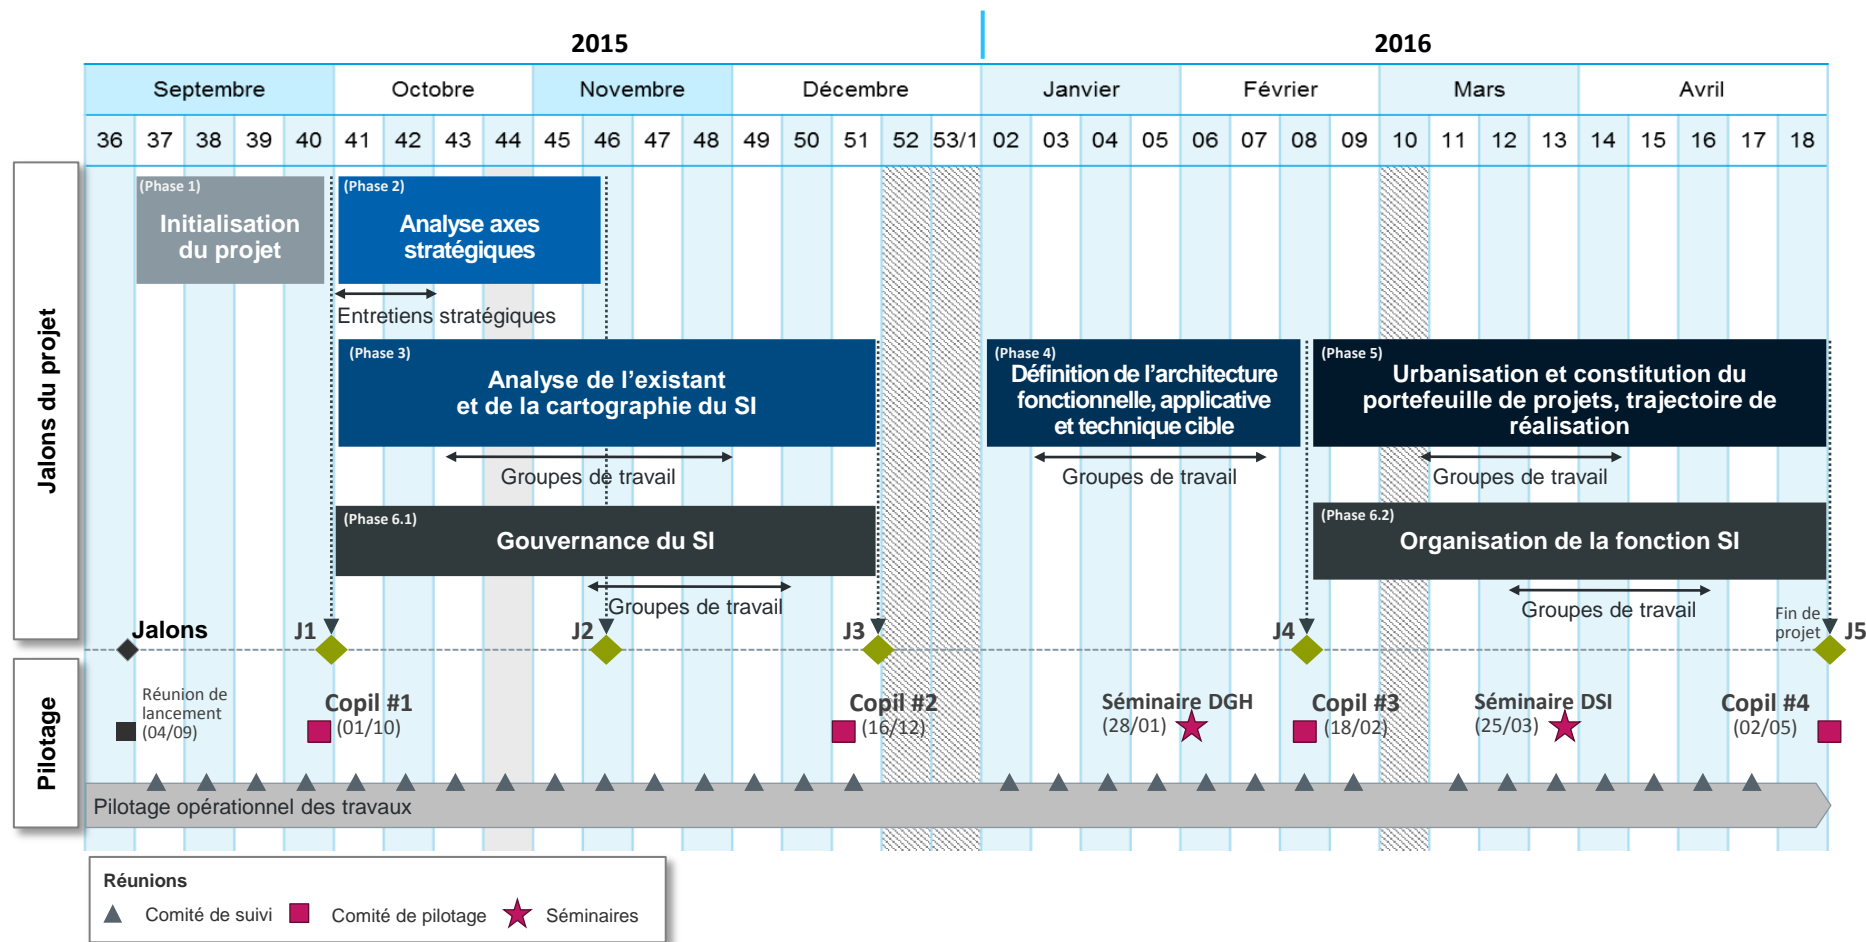 2015
2016
Septembre
Octobre
Novembre
Décembre
Janvier
Février
Mars
Avril
36 37 38 39 40 41 42 43 44 45 46 47 48 49 50 51 52 53/1 02 03 04 05 06 07 08 09 10 11 12 13 14 15 16 17 18
Jalons du projet
(Phase 1)
Initialisation
du projet
(Phase 2)
Analyse axes
stratégiques
Entretiens stratégiques
(Phase 3)
Analyse de l'existant
et de la cartographie du SI
Groupes de travail
(Phase 4)
Définition de l'architecture
fonctionnelle, applicative
et technique cible
Groupes de travail
(Phase 5)
Urbanisation et constitution du
portefeuille de projets, trajectoire de
réalisation
Groupes de travail
(Phase 6.1)
Gouvernance du SI
Groupes de travail
(Phase 6.2)
Organisation de la fonction SI
Groupes de travail
Jalons
J1
J2
J3
J4
Fin de
projet
J5
Pilotage
Réunion de
lancement
(04/09)
Copil #1
(01/10)
Copil #2
(16/12)
Séminaire DGH
(28/01)
Copil #3
(18/02)
Séminaire DSI
(25/03)
Copil #4
(02/05)
Pilotage opérationnel des travaux
Réunions
Comité de suivi
Comité de pilotage
Séminaires